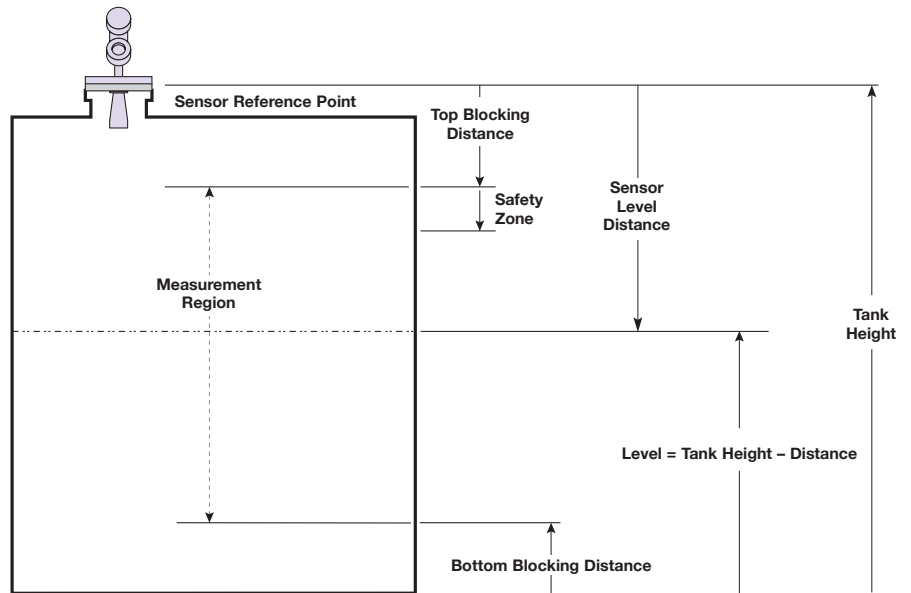 Sensor Reference Point
Top Blocking
Distance
Safety
Zone
Sensor
Level
Distance
Measurement
Region
Tank
Height
Level = Tank Height – Distance
Bottom Blocking Distance